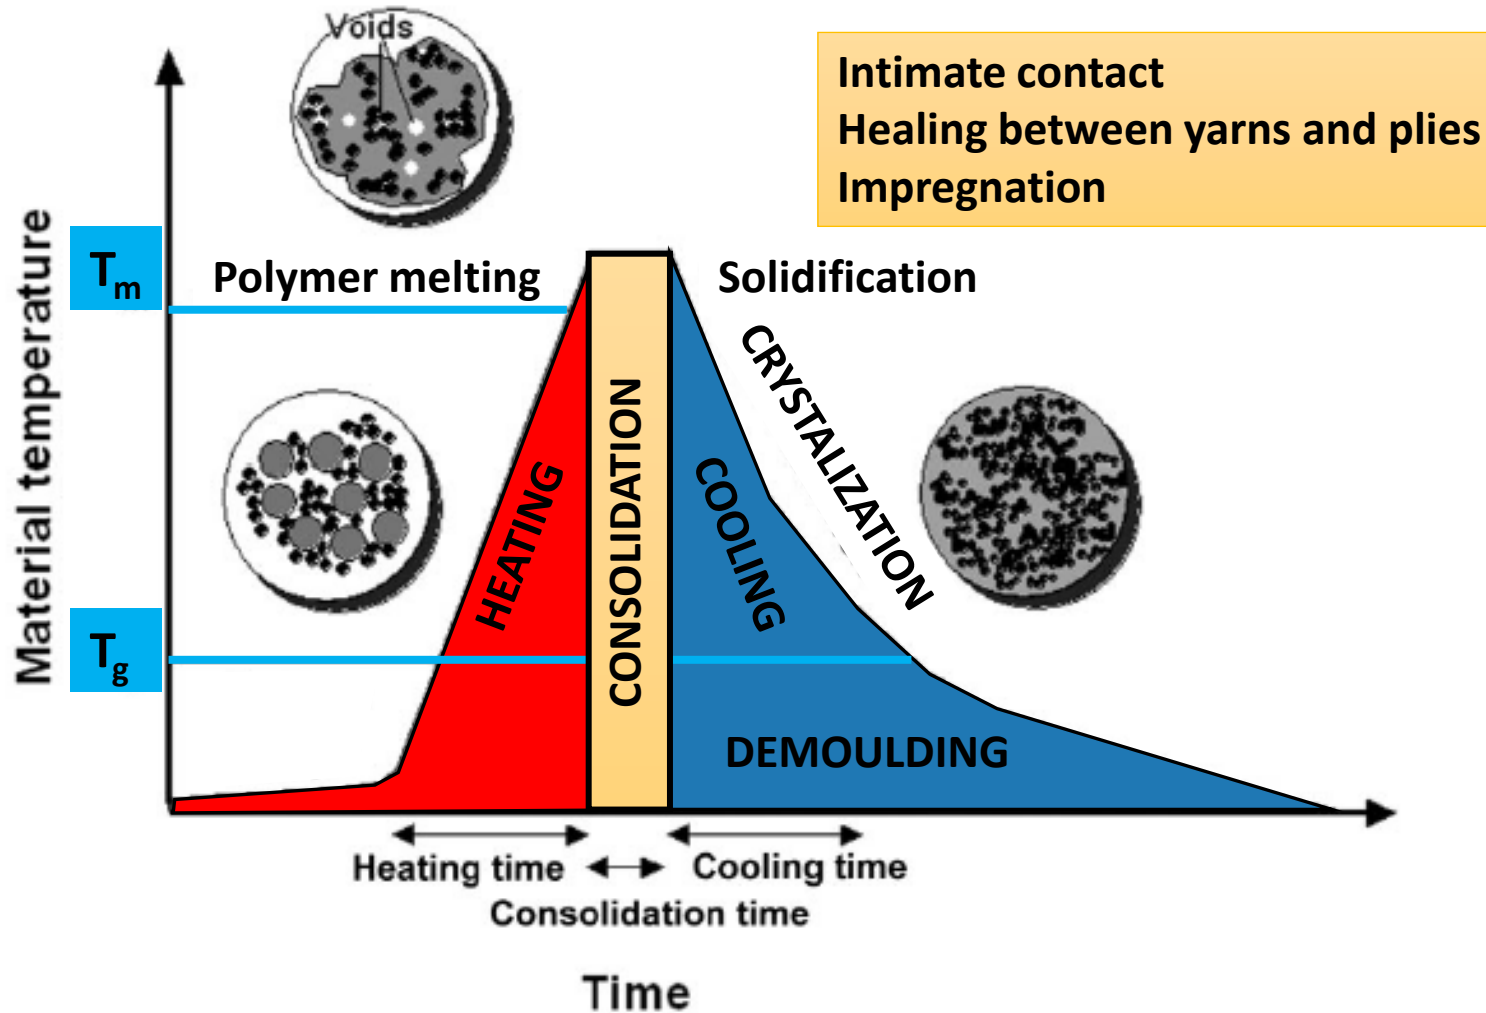 Voids
Intimate contact
Healing between yarns and plies
Impregnation
Material temperature
Tm
Polymer melting
Solidification
CRYSTALIZATION
HEATING
CONSOLIDATION
COOLING
Tg
DEMOULDING
Heating time
Cooling time
Consolidation time
Time